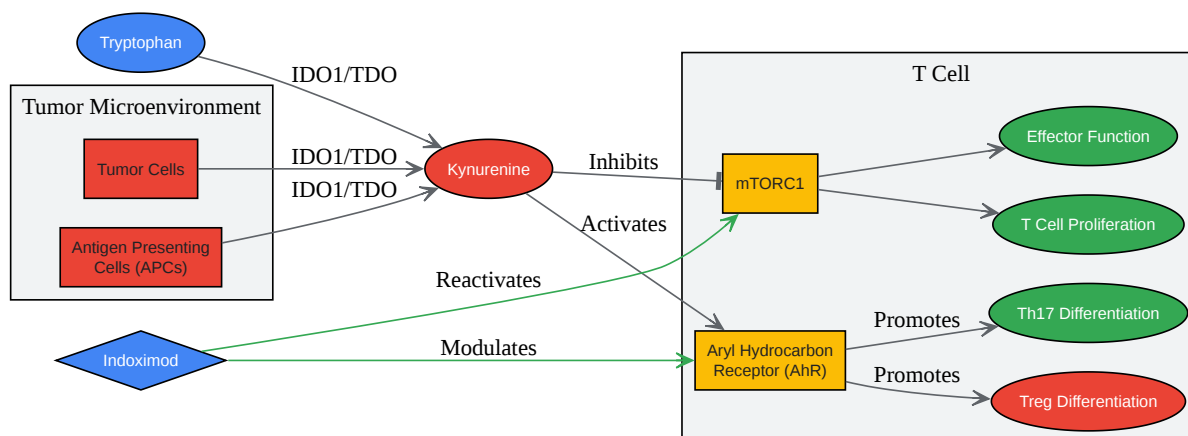 Tryptophan
IDO1/TDO
Tumor Microenvironment
Tumor Cells
IDO1/TDO
IDO1/TDO
Antigen Presenting
Cells (APCs)
Kynurenine
Inhibits
Activates
Indoximod
Reactivates
Modulates
T Cell
mTORC1
Effector Function
T Cell Proliferation
Aryl Hydrocarbon
Receptor (AhR)
Promotes
Th17 Differentiation
Promotes
Treg Differentiation